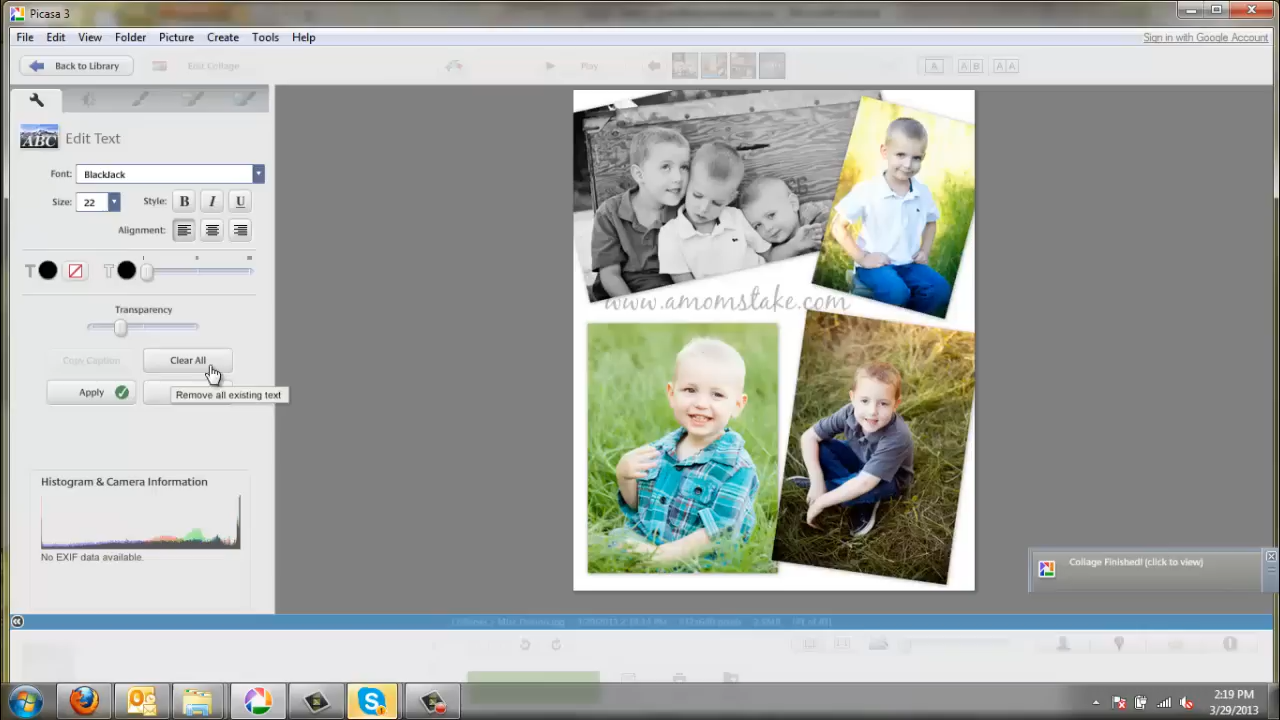 Picasa 3
File Edit View Folder Picture Create Tools Help
Sign in with Google Account
Back to Library
Edit Collage
Play
A
A B
A A
ABC
Edit Text
Font: BlackJack
Size: 22
Style: B I U
Alignment:
T
T
Transparency
Copy Caption
Clear All
Apply
Remove all existing text
Histogram & Camera Information
No EXIF data available.
www.amomstake.com
Collage Finished! (click to view)
2:19 PM
3/29/2013